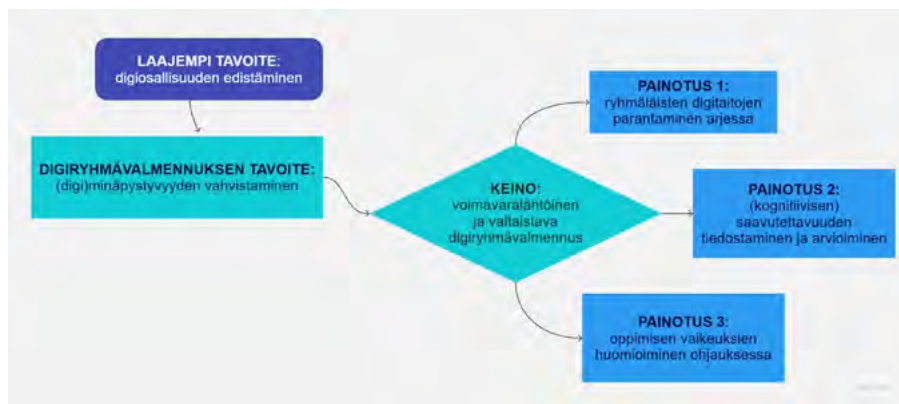 LAAJEMPI TAVOITE:
digiosallisuuden edistäminen
DIGIRYHMÄVALMENNUKSEN TAVOITE:
(digi)minäpystyvyyden vahvistaminen
KEINO:
voimavaralähtöinen
ja valtaistava
digiryhmävalmennus
PAINOTUS 1:
ryhmäläisten digitaitojen
parantaminen arjessa
PAINOTUS 2:
(kognitiivisen)
saavutettavuuden
tiedostaminen ja arvioiminen
PAINOTUS 3:
oppimisen vaikeuksien
huomioiminen ohjauksessa